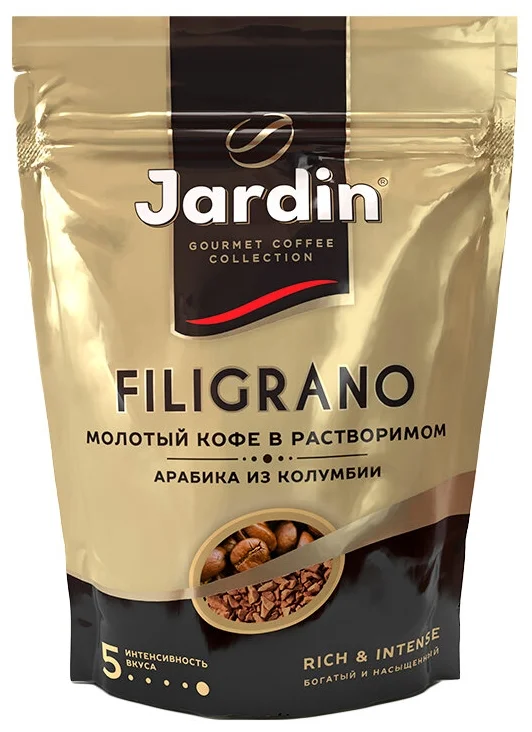 Jardin®
GOURMET COFFEE
COLLECTION
FILIGRANO
МОЛОТЫЙ КОФЕ В РАСТВОРИМОМ
АРАБИКА ИЗ КОЛУМБИИ
5 ИНТЕНСИВНОСТЬ
ВКУСА
RICH & INTENSE
БОГАТЫЙ И НАСЫЩЕННЫЙ